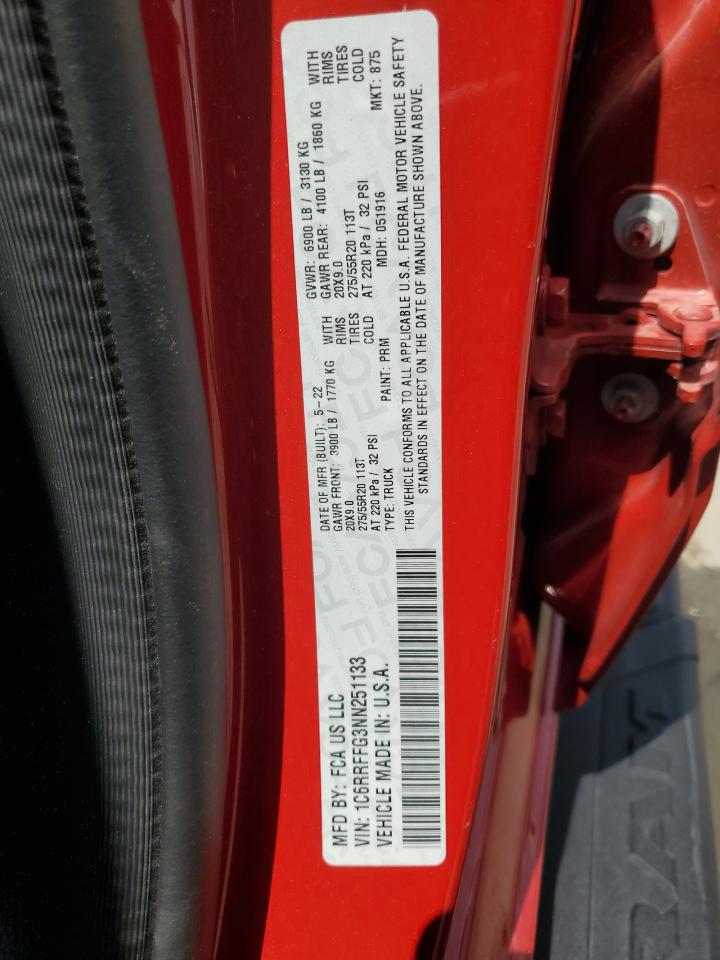 MFD BY: FCA US LLC
VIN: 1C6RRFFG3NN251133
VEHICLE MADE IN: U.S.A.
DATE OF MFR (BUILT): 5-22
GAWR FRONT: 3900 LB / 1770 KG WITH
20X9.0 RIMS
275/55R20 113T TIRES
AT 220 kPa / 32 PSI COLD
TYPE: TRUCK PAINT: PRM
GVWR: 6900 LB / 3130 KG
GAWR REAR: 4100 LB / 1860 KG WITH
20X9.0 RIMS
275/55R20 113T TIRES
AT 220 kPa / 32 PSI COLD
MDH: 051916 MKT: 875
THIS VEHICLE CONFORMS TO ALL APPLICABLE U.S.A. FEDERAL MOTOR VEHICLE SAFETY
STANDARDS IN EFFECT ON THE DATE OF MANUFACTURE SHOWN ABOVE.